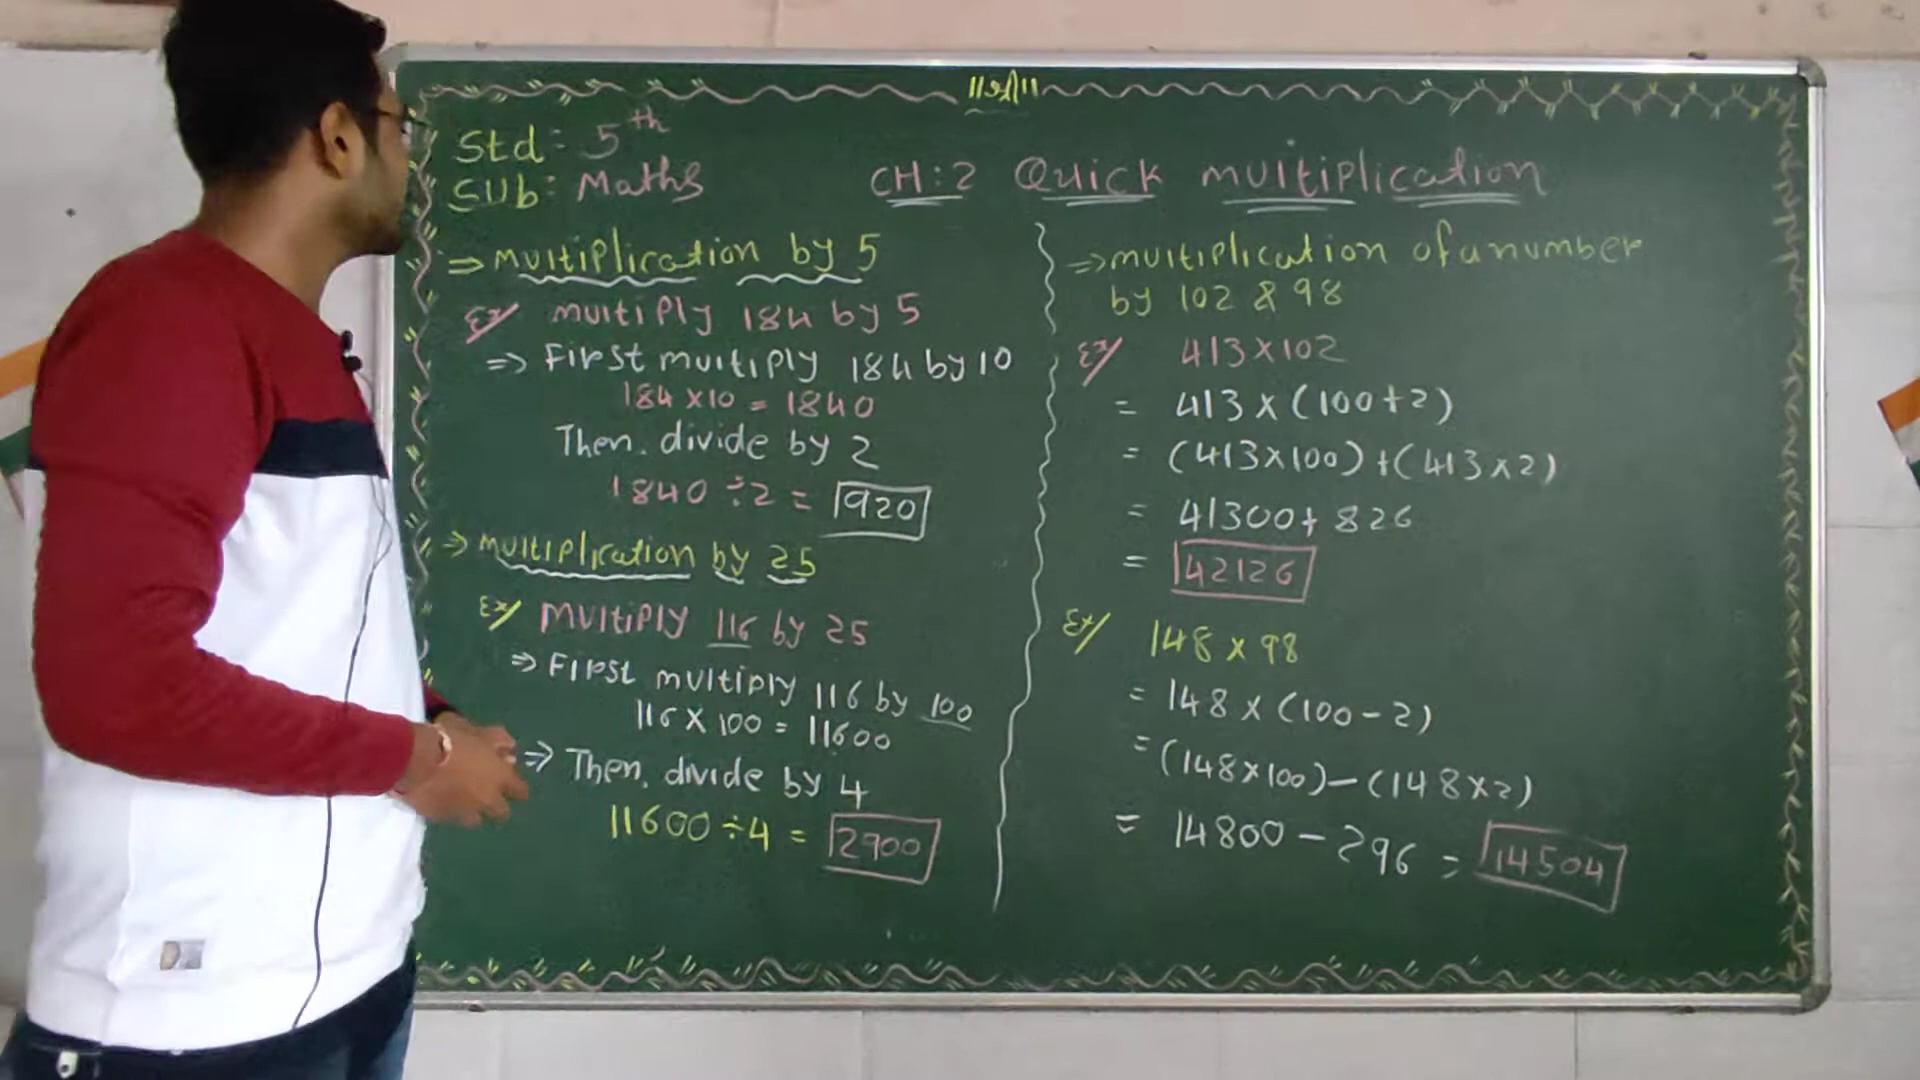 Std: 5th
Sub: Maths
CH:2 Quick multiplication
⇒ Multiplication by 5
Ex/ multiply 184 by 5
⇒ First multiply 184 by 10
184 × 10 = 1840
Then. divide by 2
1840 ÷ 2 = 920
⇒ Multiplication by 25
Ex/ Multiply 116 by 25
⇒ First multiply 116 by 100
116 × 100 = 11600
⇒ Then. divide by 4
11600 ÷ 4 = 2900
⇒ multiplication of a number
by 102 & 98
Ex/ 413×102
= 413 × (100+2)
= (413×100)+(413×2)
= 41300+826
= 42126
Ex/ 148 × 98
= 148 × (100-2)
= (148×100)-(148×2)
= 14800 - 296 = 14504